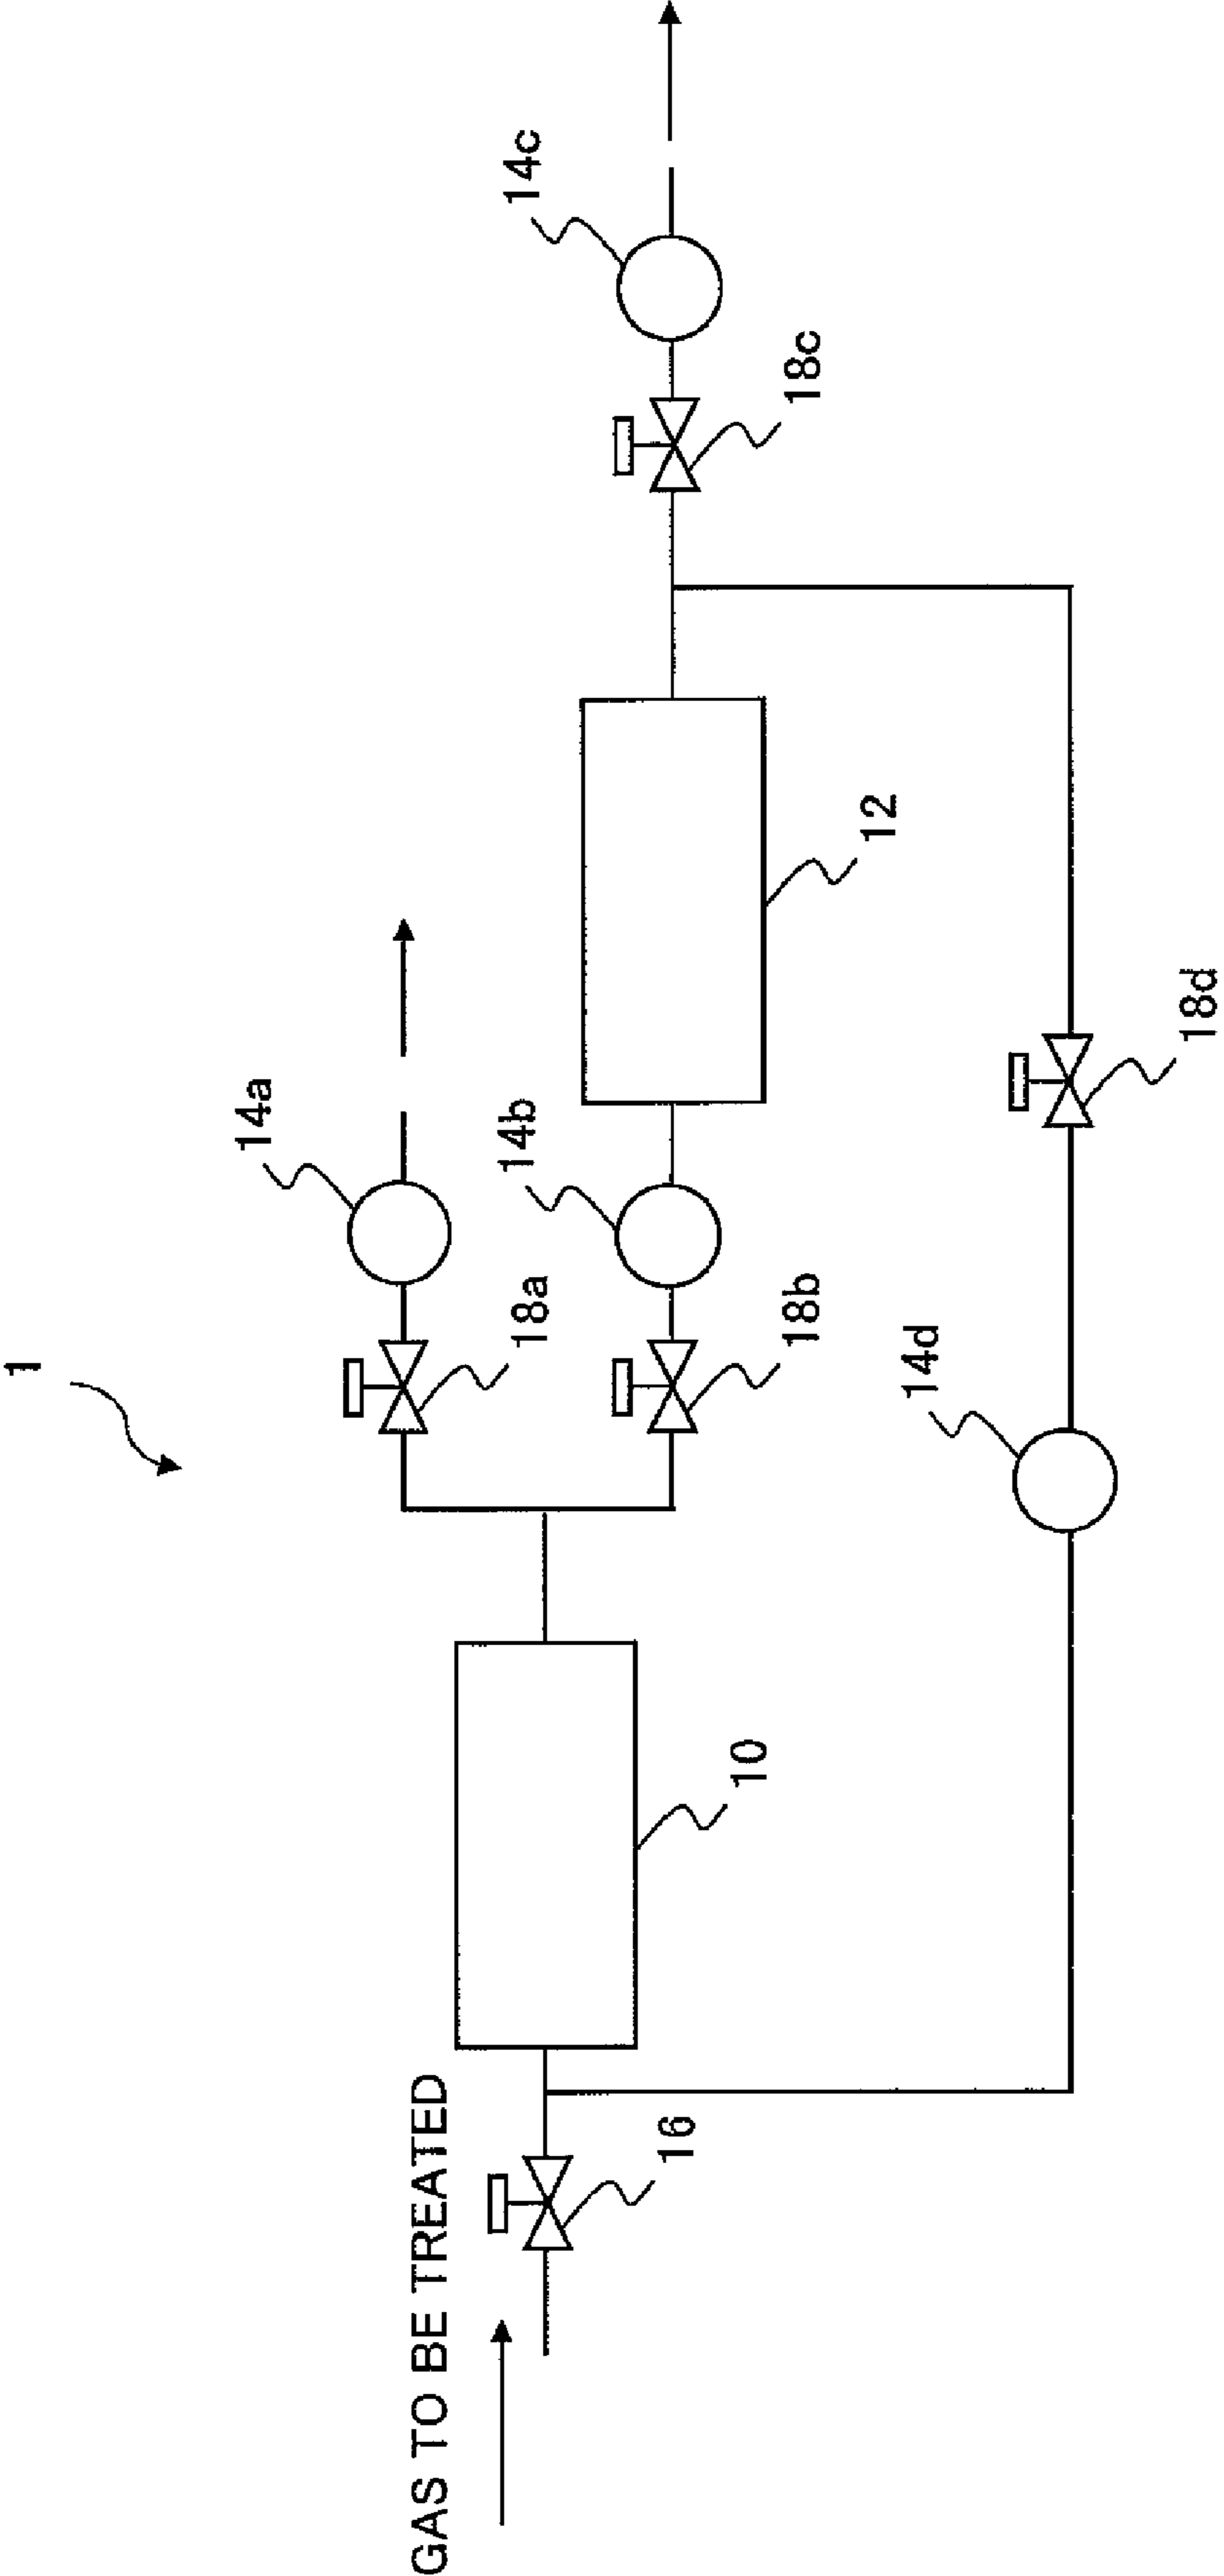 1
14a
14c
18a
14b
18c
18b
12
GAS TO BE TREATED
10
16
14d
18d